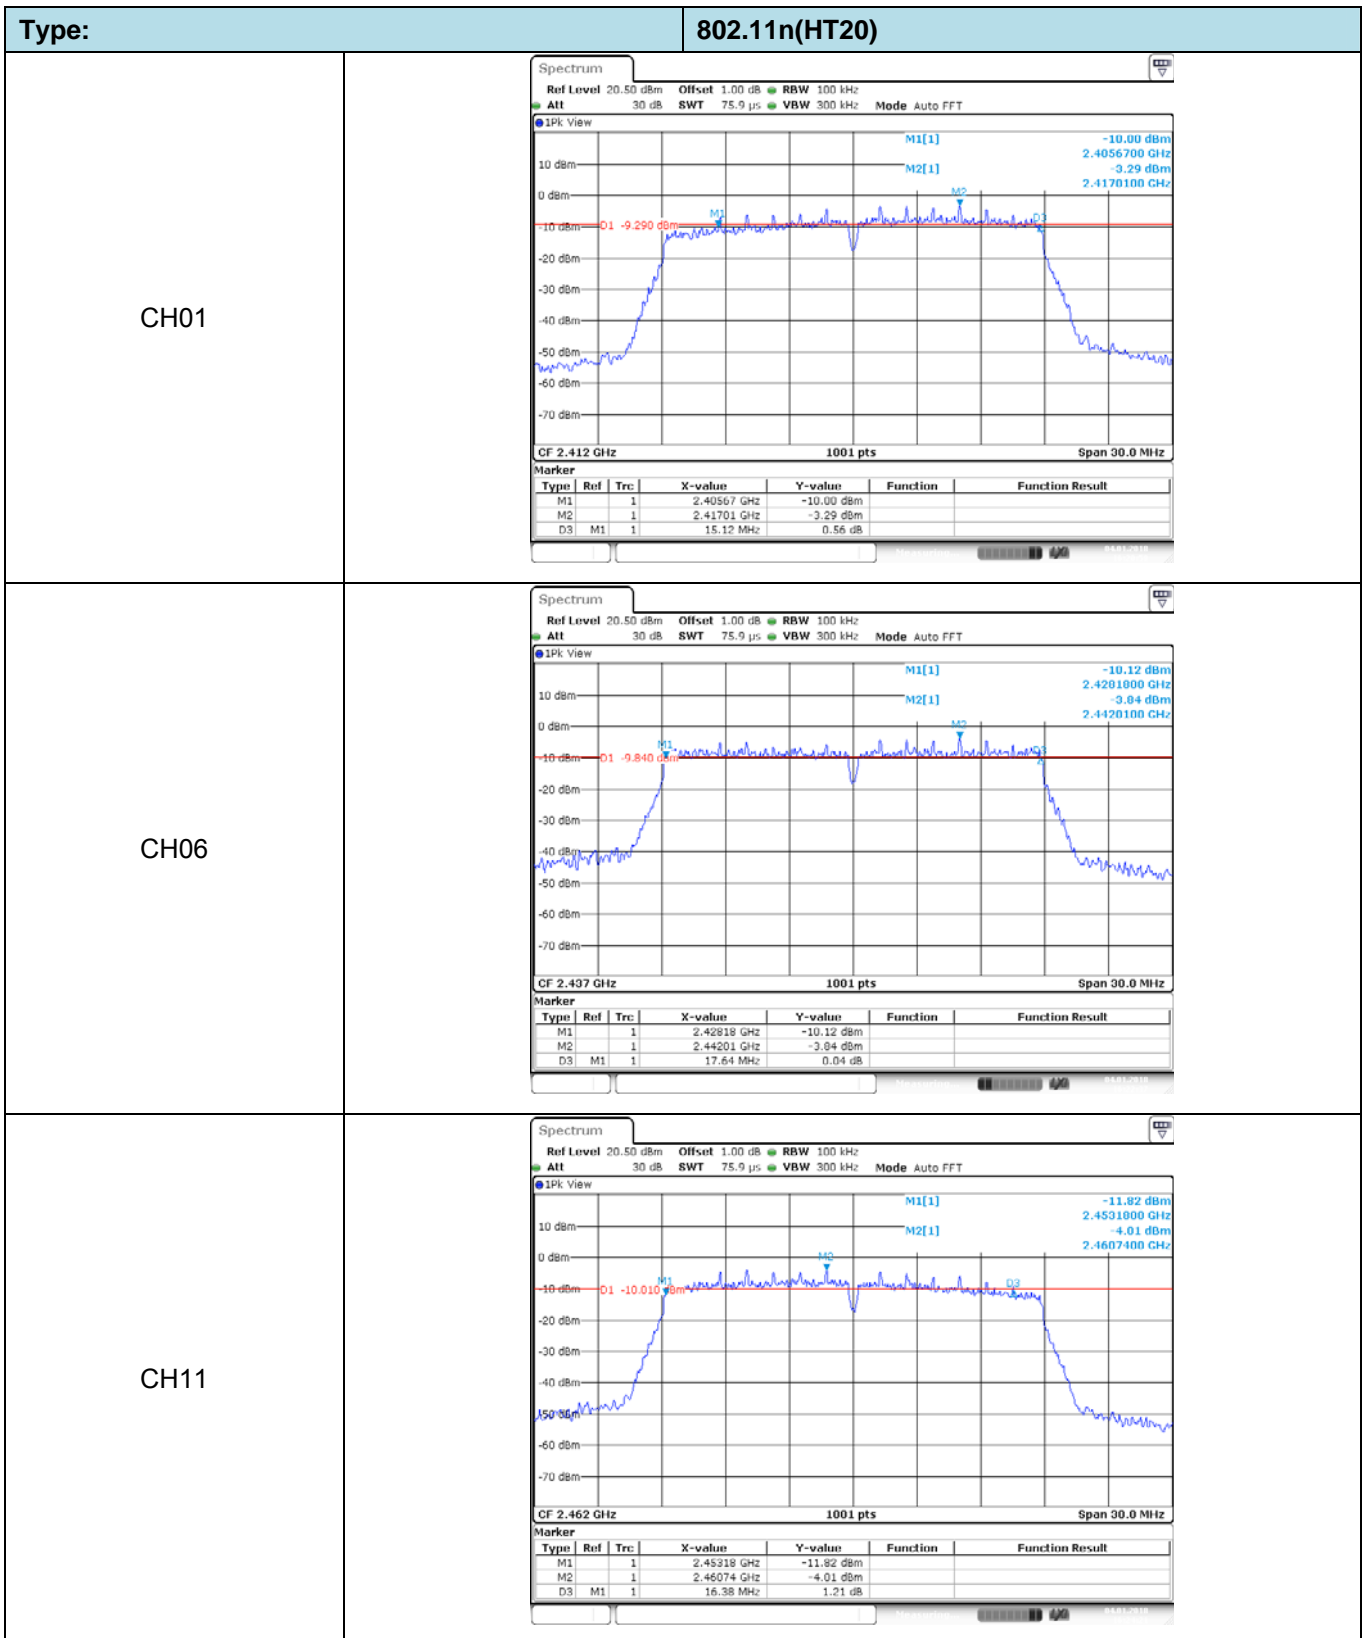 Type: 802.11n(HT20)
CH01
Spectrum
Ref Level 20.50 dBm Offset 1.00 dB RBW 100 kHz
Att 30 dB SWT 75.9 µs VBW 300 kHz Mode Auto FFT
1Pk View
M1[1] -10.00 dBm
2.4056700 GHz
10 dBm
M2[1] -3.29 dBm
2.4170100 GHz
0 dBm
M2
M1
D3
-10 dBm D1 -9.290 dBm
-20 dBm
-30 dBm
-40 dBm
-50 dBm
-60 dBm
-70 dBm
CF 2.412 GHz 1001 pts Span 30.0 MHz
Marker
Type Ref Trc X-value Y-value Function Function Result
M1 1 2.40567 GHz -10.00 dBm
M2 1 2.41701 GHz -3.29 dBm
D3 M1 1 15.12 MHz 0.56 dB
CH06
Spectrum
Ref Level 20.50 dBm Offset 1.00 dB RBW 100 kHz
Att 30 dB SWT 75.9 µs VBW 300 kHz Mode Auto FFT
1Pk View
M1[1] -10.12 dBm
2.4281800 GHz
10 dBm
M2[1] -3.84 dBm
2.4420100 GHz
0 dBm
M2
M1
D3
-10 dBm D1 -9.840 dBm
-20 dBm
-30 dBm
-40 dBm
-50 dBm
-60 dBm
-70 dBm
CF 2.437 GHz 1001 pts Span 30.0 MHz
Marker
Type Ref Trc X-value Y-value Function Function Result
M1 1 2.42818 GHz -10.12 dBm
M2 1 2.44201 GHz -3.84 dBm
D3 M1 1 17.64 MHz 0.04 dB
CH11
Spectrum
Ref Level 20.50 dBm Offset 1.00 dB RBW 100 kHz
Att 30 dB SWT 75.9 µs VBW 300 kHz Mode Auto FFT
1Pk View
M1[1] -11.82 dBm
2.4531800 GHz
10 dBm
M2[1] -4.01 dBm
2.4607400 GHz
0 dBm
M2
M1
D3
-10 dBm D1 -10.010 dBm
-20 dBm
-30 dBm
-40 dBm
-50 dBm
-60 dBm
-70 dBm
CF 2.462 GHz 1001 pts Span 30.0 MHz
Marker
Type Ref Trc X-value Y-value Function Function Result
M1 1 2.45318 GHz -11.82 dBm
M2 1 2.46074 GHz -4.01 dBm
D3 M1 1 16.38 MHz 1.21 dB